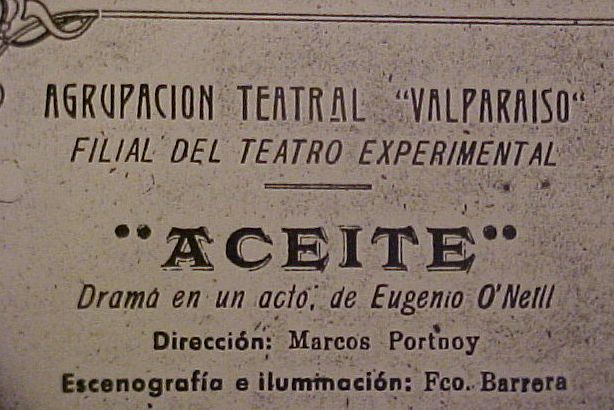 AGRUPACION TEATRAL "VALPARAISO"
FILIAL DEL TEATRO EXPERIMENTAL
"ACEITE"
Drama en un acto, de Eugenio O'Neill
Dirección: Marcos Portnoy
Escenografía e iluminación: Fco. Barrera